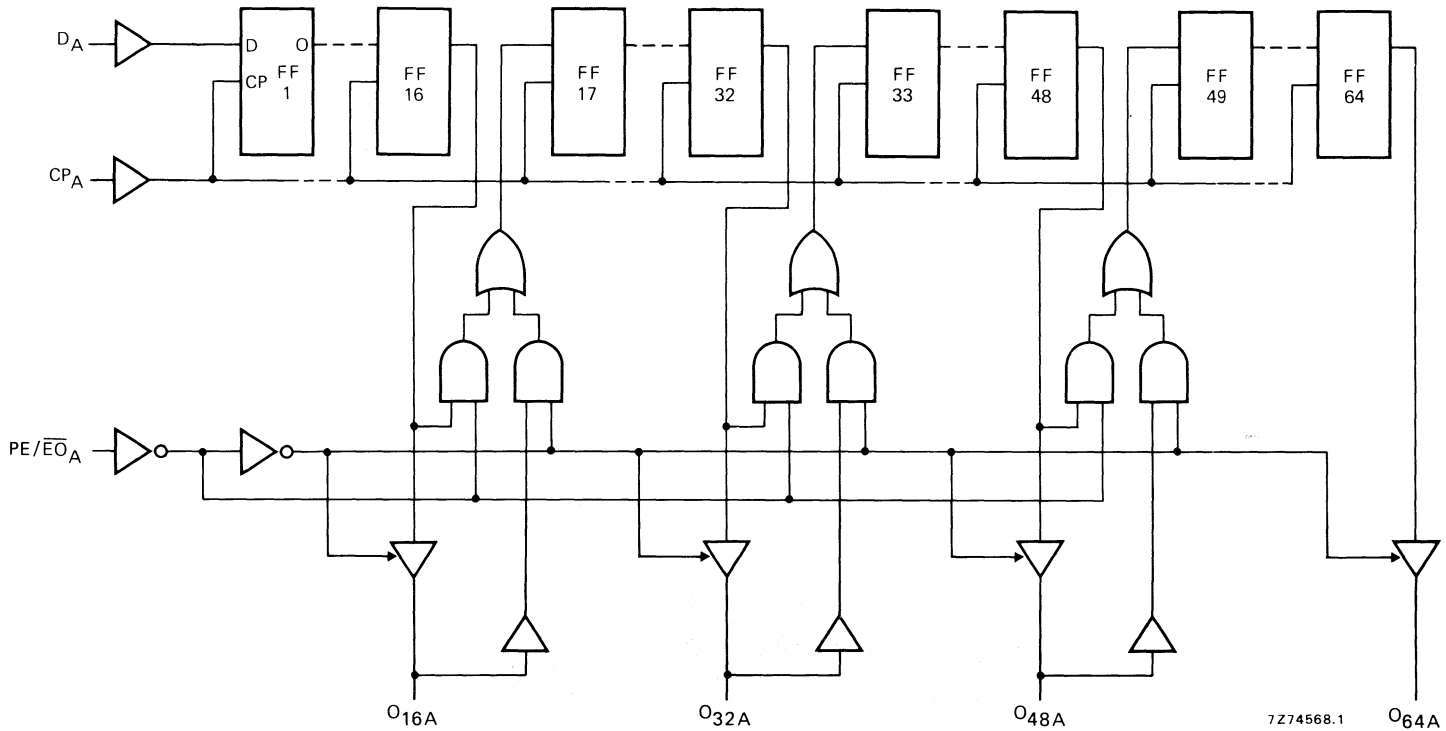 DA
D O
CP FF 1
FF 16
FF 17
FF 32
FF 33
FF 48
FF 49
FF 64
CPA
PE/E̅O̅A
O16A
O32A
O48A
7Z74568.1
O64A